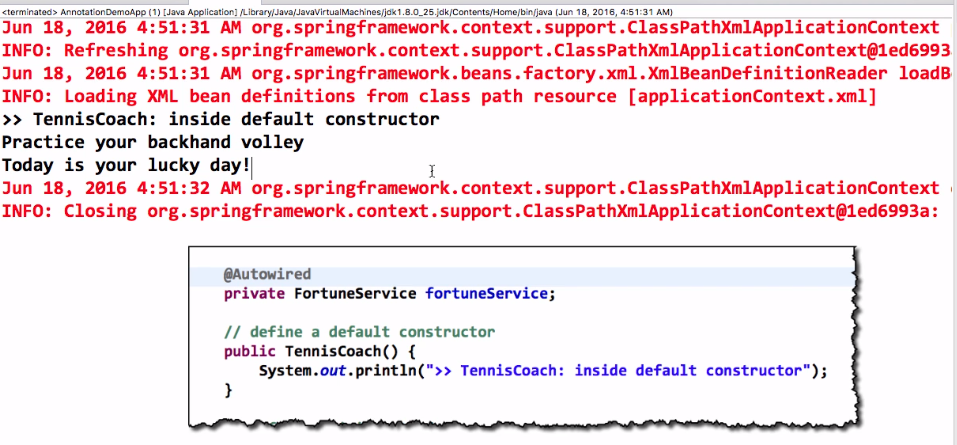 <terminated> AnnotationDemoApp (1) [Java Application] /Library/Java/JavaVirtualMachines/jdk1.8.0_25.jdk/Contents/Home/bin/java (Jun 18, 2016, 4:51:31 AM)
Jun 18, 2016 4:51:31 AM org.springframework.context.support.ClassPathXmlApplicationContext
INFO: Refreshing org.springframework.context.support.ClassPathXmlApplicationContext@1ed6993
Jun 18, 2016 4:51:31 AM org.springframework.beans.factory.xml.XmlBeanDefinitionReader loadB
INFO: Loading XML bean definitions from class path resource [applicationContext.xml]
>> TennisCoach: inside default constructor
Practice your backhand volley
Today is your lucky day!
Jun 18, 2016 4:51:32 AM org.springframework.context.support.ClassPathXmlApplicationContext
INFO: Closing org.springframework.context.support.ClassPathXmlApplicationContext@1ed6993a:
@Autowired
private FortuneService fortuneService;
// define a default constructor
public TennisCoach() {
System.out.println(">> TennisCoach: inside default constructor");
}